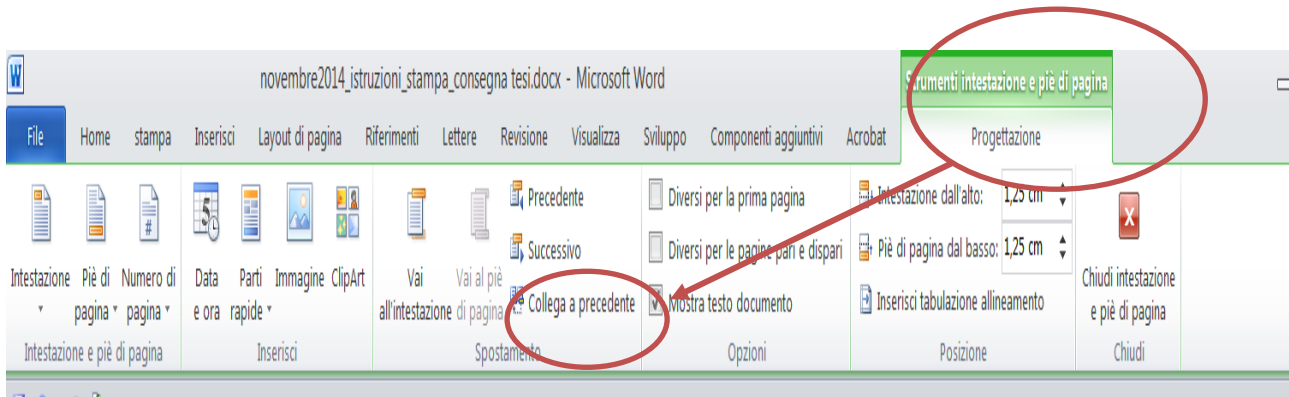 novembre2014_istruzioni_stampa_consegna tesi.docx - Microsoft Word
Strumenti intestazione e piè di pagina
File Home stampa Inserisci Layout di pagina Riferimenti Lettere Revisione Visualizza Sviluppo Componenti aggiuntivi Acrobat Progettazione
Intestazione
Piè di
pagina
Numero di
pagina
Intestazione e piè di pagina
Data
e ora
Parti
rapide
Immagine
ClipArt
Inserisci
Vai
all'intestazione
Vai al piè
di pagina
Precedente
Successivo
Collega a precedente
Spostamento
Diversi per la prima pagina
Diversi per le pagine pari e dispari
Mostra testo documento
Opzioni
Intestazione dall'alto: 1,25 cm
Piè di pagina dal basso: 1,25 cm
Inserisci tabulazione allineamento
Posizione
Chiudi intestazione
e piè di pagina
Chiudi